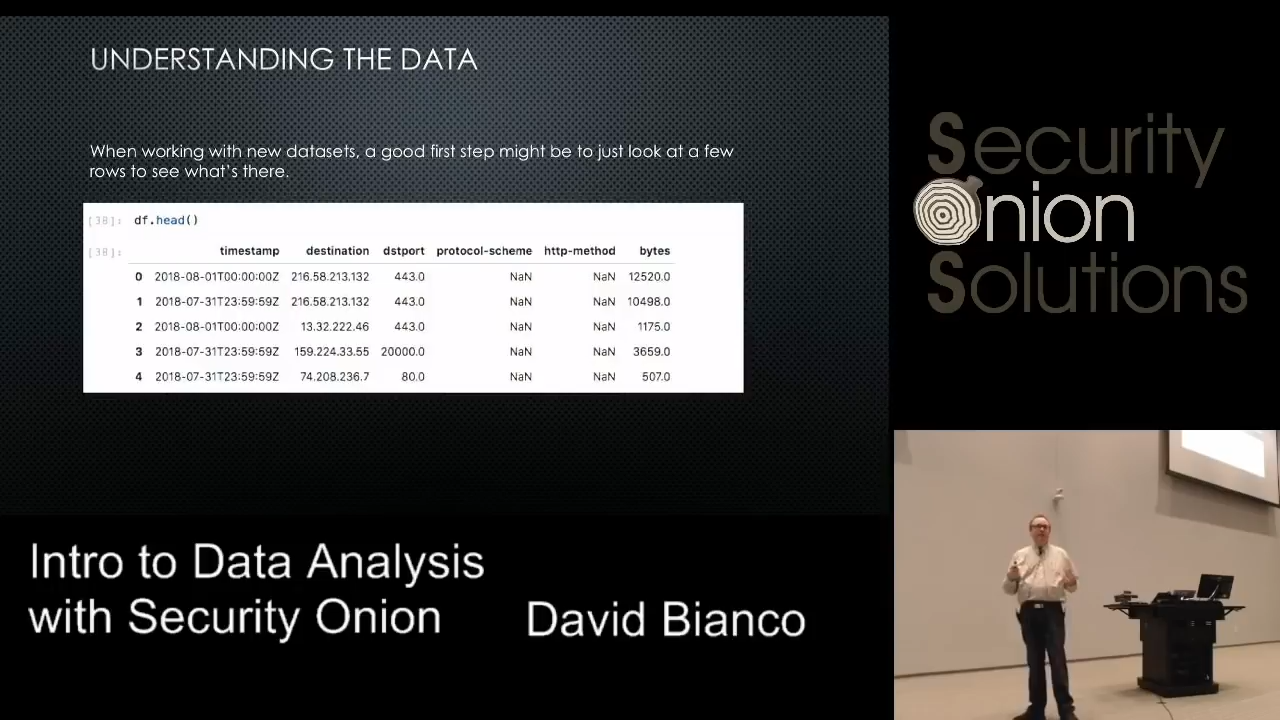 UNDERSTANDING THE DATA
When working with new datasets, a good first step might be to just look at a few
rows to see what's there.
[38]: df.head()
[38]: timestamp destination dstport protocol-scheme http-method bytes
0 2018-08-01T00:00:00Z 216.58.213.132 443.0 NaN NaN 12520.0
1 2018-07-31T23:59:59Z 216.58.213.132 443.0 NaN NaN 10498.0
2 2018-08-01T00:00:00Z 13.32.222.46 443.0 NaN NaN 1175.0
3 2018-07-31T23:59:59Z 159.224.33.55 20000.0 NaN NaN 3659.0
4 2018-07-31T23:59:59Z 74.208.236.7 80.0 NaN NaN 507.0
Security
Onion
Solutions
Intro to Data Analysis
with Security Onion
David Bianco